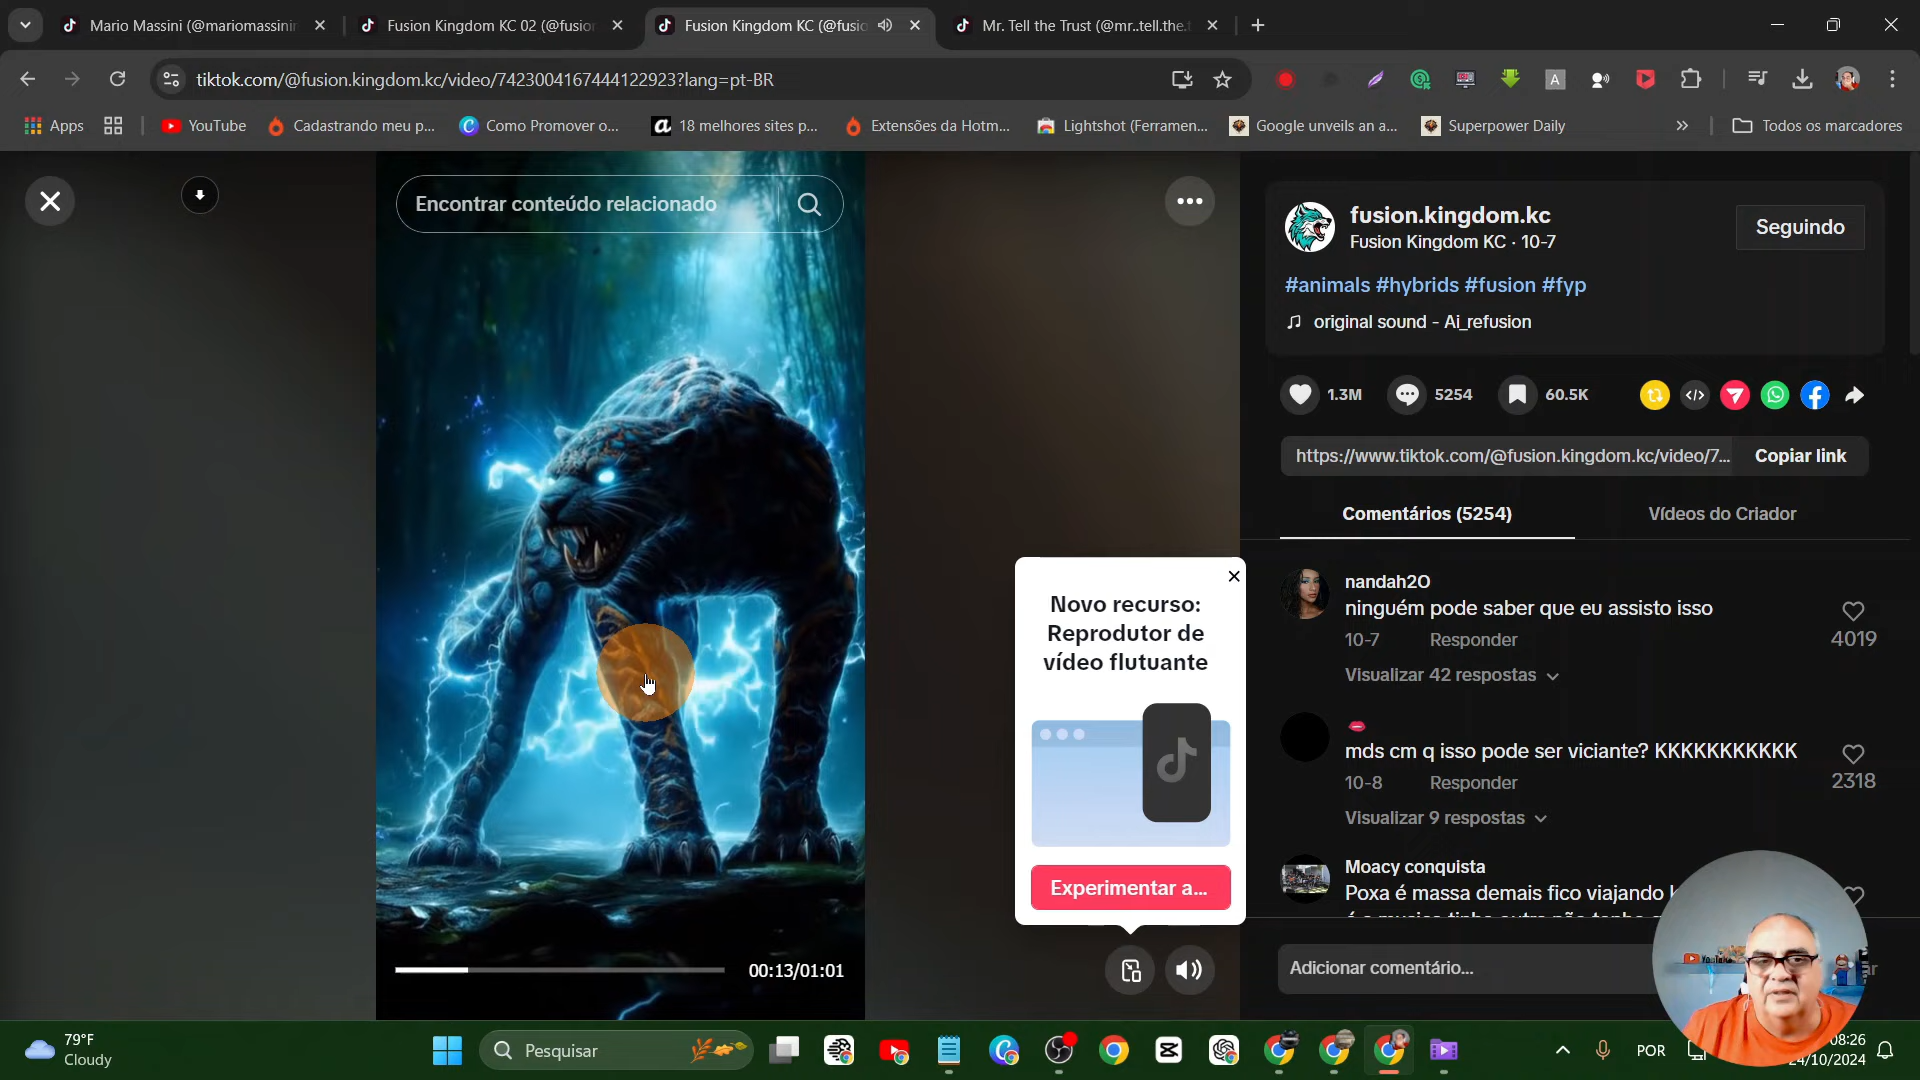 Mario Massini (@mariomassinin
Fusion Kingdom KC 02 (@fusion
Fusion Kingdom KC (@fusio
Mr. Tell the Trust (@mr..tell.the.t
tiktok.com/@fusion.kingdom.kc/video/7423004167444122923?lang=pt-BR
Apps
YouTube
Cadastrando meu p...
Como Promover o...
18 melhores sites p...
Extensões da Hotm...
Lightshot (Ferramen...
Google unveils an a...
Superpower Daily
Todos os marcadores
Encontrar conteúdo relacionado
fusion.kingdom.kc
Fusion Kingdom KC · 10-7
Seguindo
#animals #hybrids #fusion #fyp
original sound - Ai_refusion
1.3M
5254
60.5K
https://www.tiktok.com/@fusion.kingdom.kc/video/7...
Copiar link
Comentários (5254)
Vídeos do Criador
Novo recurso:
Reprodutor de
vídeo flutuante
Experimentar a...
nandah20
ninguém pode saber que eu assisto isso
10-7
Responder
4019
Visualizar 42 respostas
mds cm q isso pode ser viciante? KKKKKKKKKKK
10-8
Responder
2318
Visualizar 9 respostas
Moacy conquista
Poxa é massa demais fico viajando
Adicionar comentário...
00:13/01:01
79°F
Cloudy
Pesquisar
POR
08:26
24/10/2024